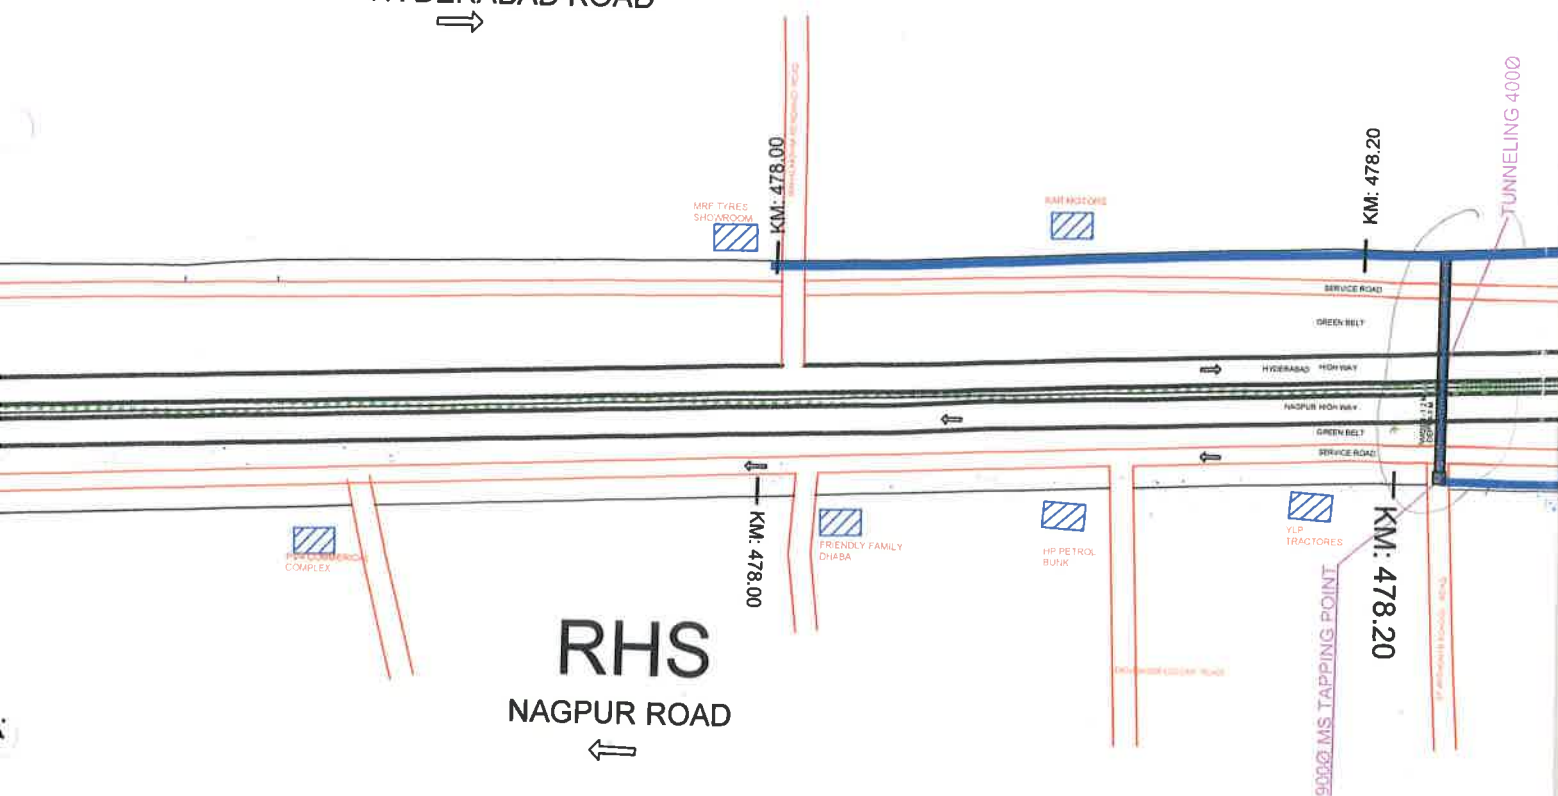 HYDERABAD ROAD
KM: 478.00
MRF TYRES
SHOWROOM
KM: 478.20
TUNNELING 400Ø
SERVICE ROAD
GREEN BELT
HYDERABAD HIGH WAY
NAGPUR HIGH WAY
GREEN BELT
SERVICE ROAD
COMPLEX
KM: 478.00
FRIENDLY FAMILY
DHABA
HP PETROL
BUNK
YLP
TRACTORES
KM: 478.20
900Ø MS TAPPING POINT
RHS
NAGPUR ROAD